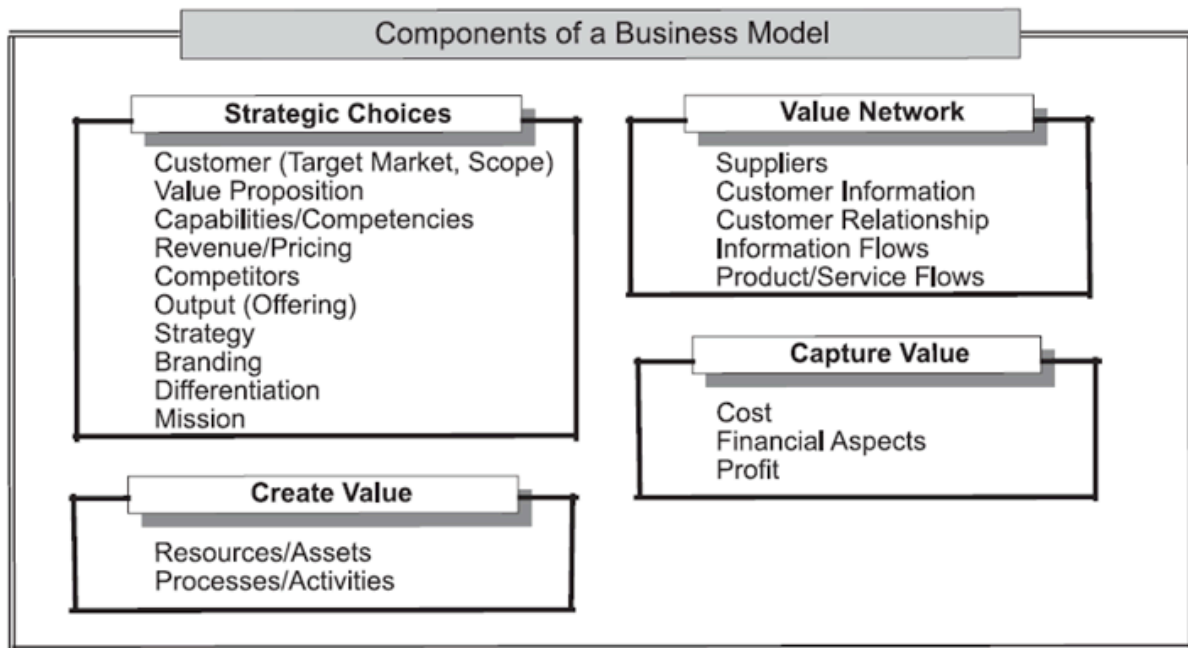 Components of a Business Model
Strategic Choices
Customer (Target Market, Scope)
Value Proposition
Capabilities/Competencies
Revenue/Pricing
Competitors
Output (Offering)
Strategy
Branding
Differentiation
Mission
Create Value
Resources/Assets
Processes/Activities
Value Network
Suppliers
Customer Information
Customer Relationship
Information Flows
Product/Service Flows
Capture Value
Cost
Financial Aspects
Profit